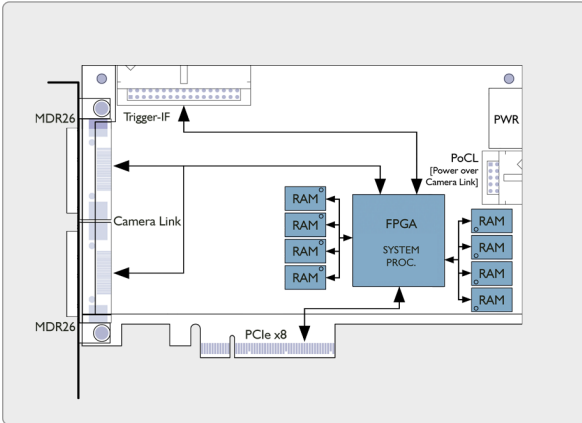 MDR26
Trigger-IF
PWR
PoCL
[Power over
Camera Link]
Camera Link
RAM
RAM
RAM
RAM
FPGA
SYSTEM
PROC.
RAM
RAM
RAM
RAM
MDR26
PCIe x8